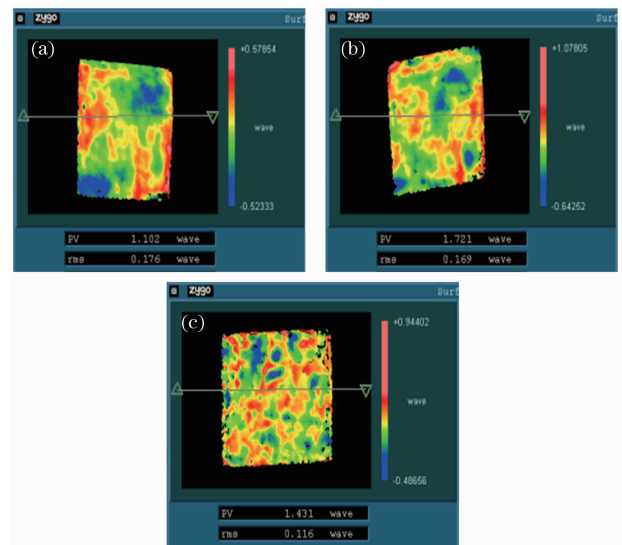 zygo
Surf
(a)
+0.57854
wave
-0.52333
PV 1.102 wave
rms 0.176 wave
zygo
Surf
(b)
+1.07805
wave
-0.64252
PV 1.721 wave
rms 0.169 wave
zygo
Surf
(c)
+0.94402
wave
-0.48656
PV 1.431 wave
rms 0.116 wave